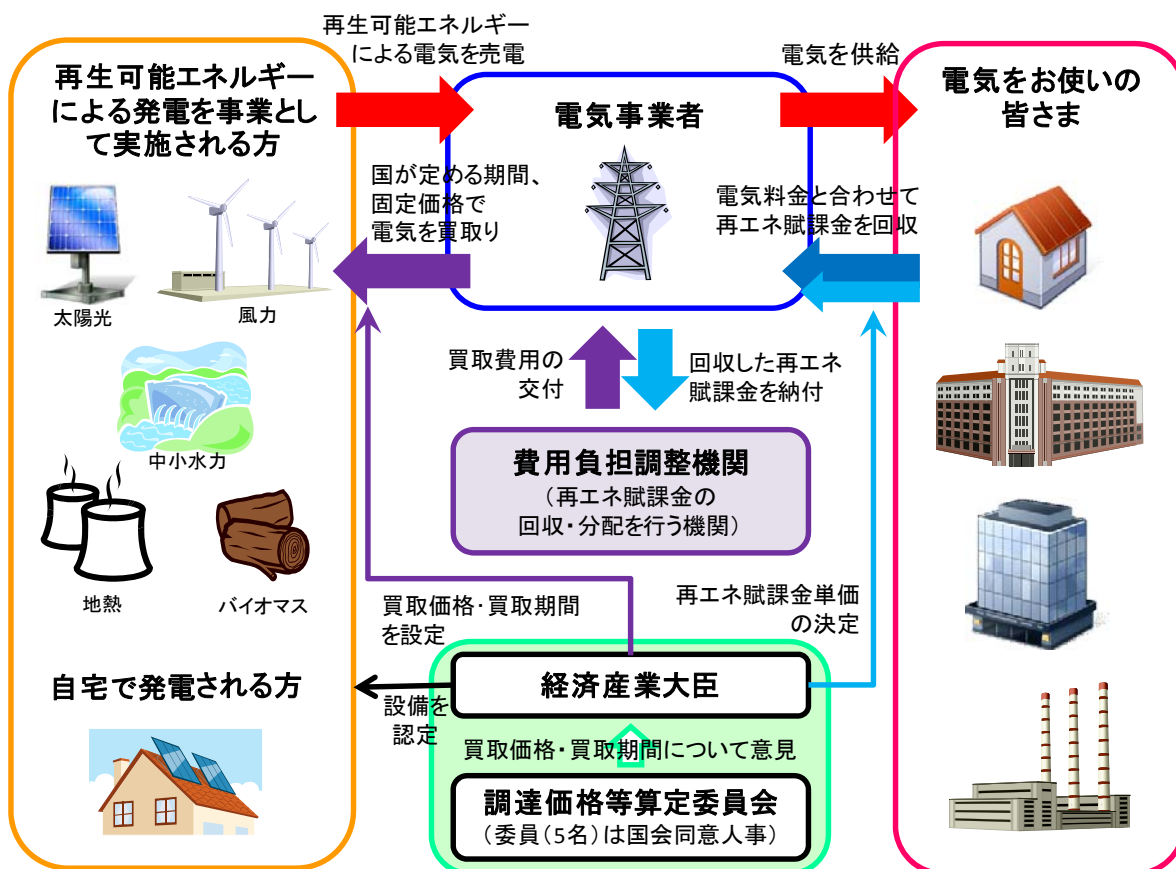 再生可能エネルギー
による電気を売電
電気を供給
再生可能エネルギー
による発電を事業とし
て実施される方
電気事業者
電気をお使いの
皆さま
国が定める期間、
固定価格で
電気を買取り
電気料金と合わせて
再エネ賦課金を回収
太陽光
風力
中小水力
地熱
バイオマス
買取費用の
交付
回収した再エネ
賦課金を納付
費用負担調整機関
(再エネ賦課金の
回収・分配を行う機関)
買取価格・買取期間
を設定
再エネ賦課金単価
の決定
自宅で発電される方
設備を
認定
経済産業大臣
買取価格・買取期間について意見
調達価格等算定委員会
(委員(5名)は国会同意人事)